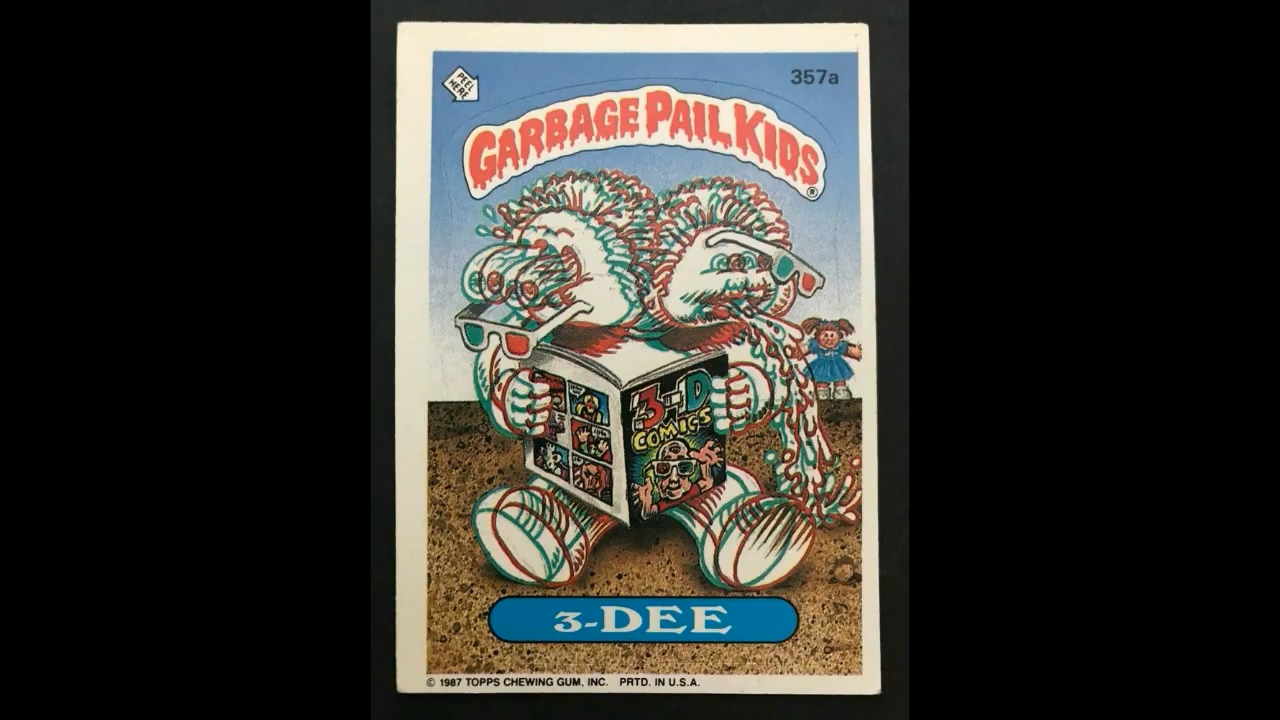 PEEL
HERE
357a
GARBAGE PAIL KIDS
®
3-D
COMICS
3-DEE
© 1987 TOPPS CHEWING GUM, INC. PRTD. IN U.S.A.